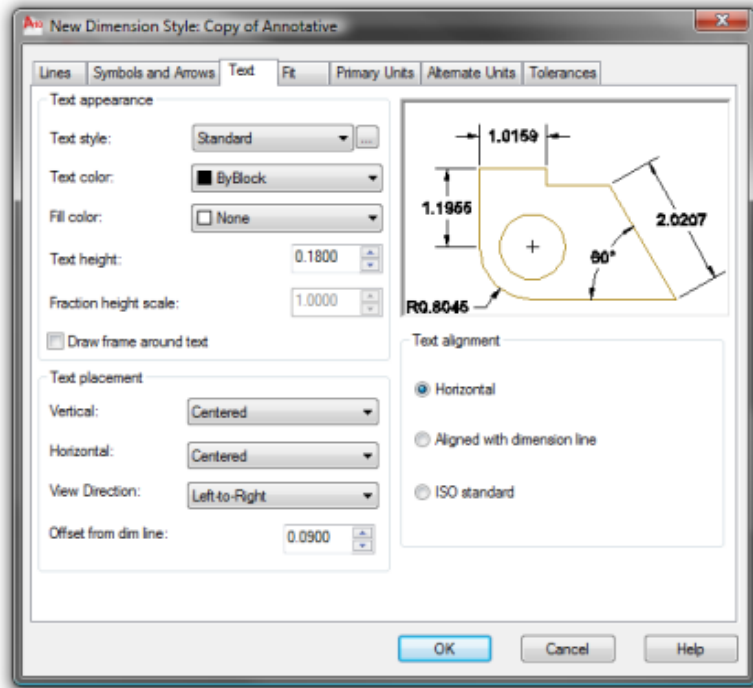 New Dimension Style: Copy of Annotative
Lines Symbols and Arrows Text Fit Primary Units Alternate Units Tolerances
Text appearance
Text style: Standard ...
Text color: ByBlock
Fill color: None
Text height: 0.1800
Fraction height scale: 1.0000
Draw frame around text
Text placement
Vertical: Centered
Horizontal: Centered
View Direction: Left-to-Right
Offset from dim line: 0.0900
1.0159
1.1955
2.0207
60°
R0.8045
Text alignment
Horizontal
Aligned with dimension line
ISO standard
OK Cancel Help